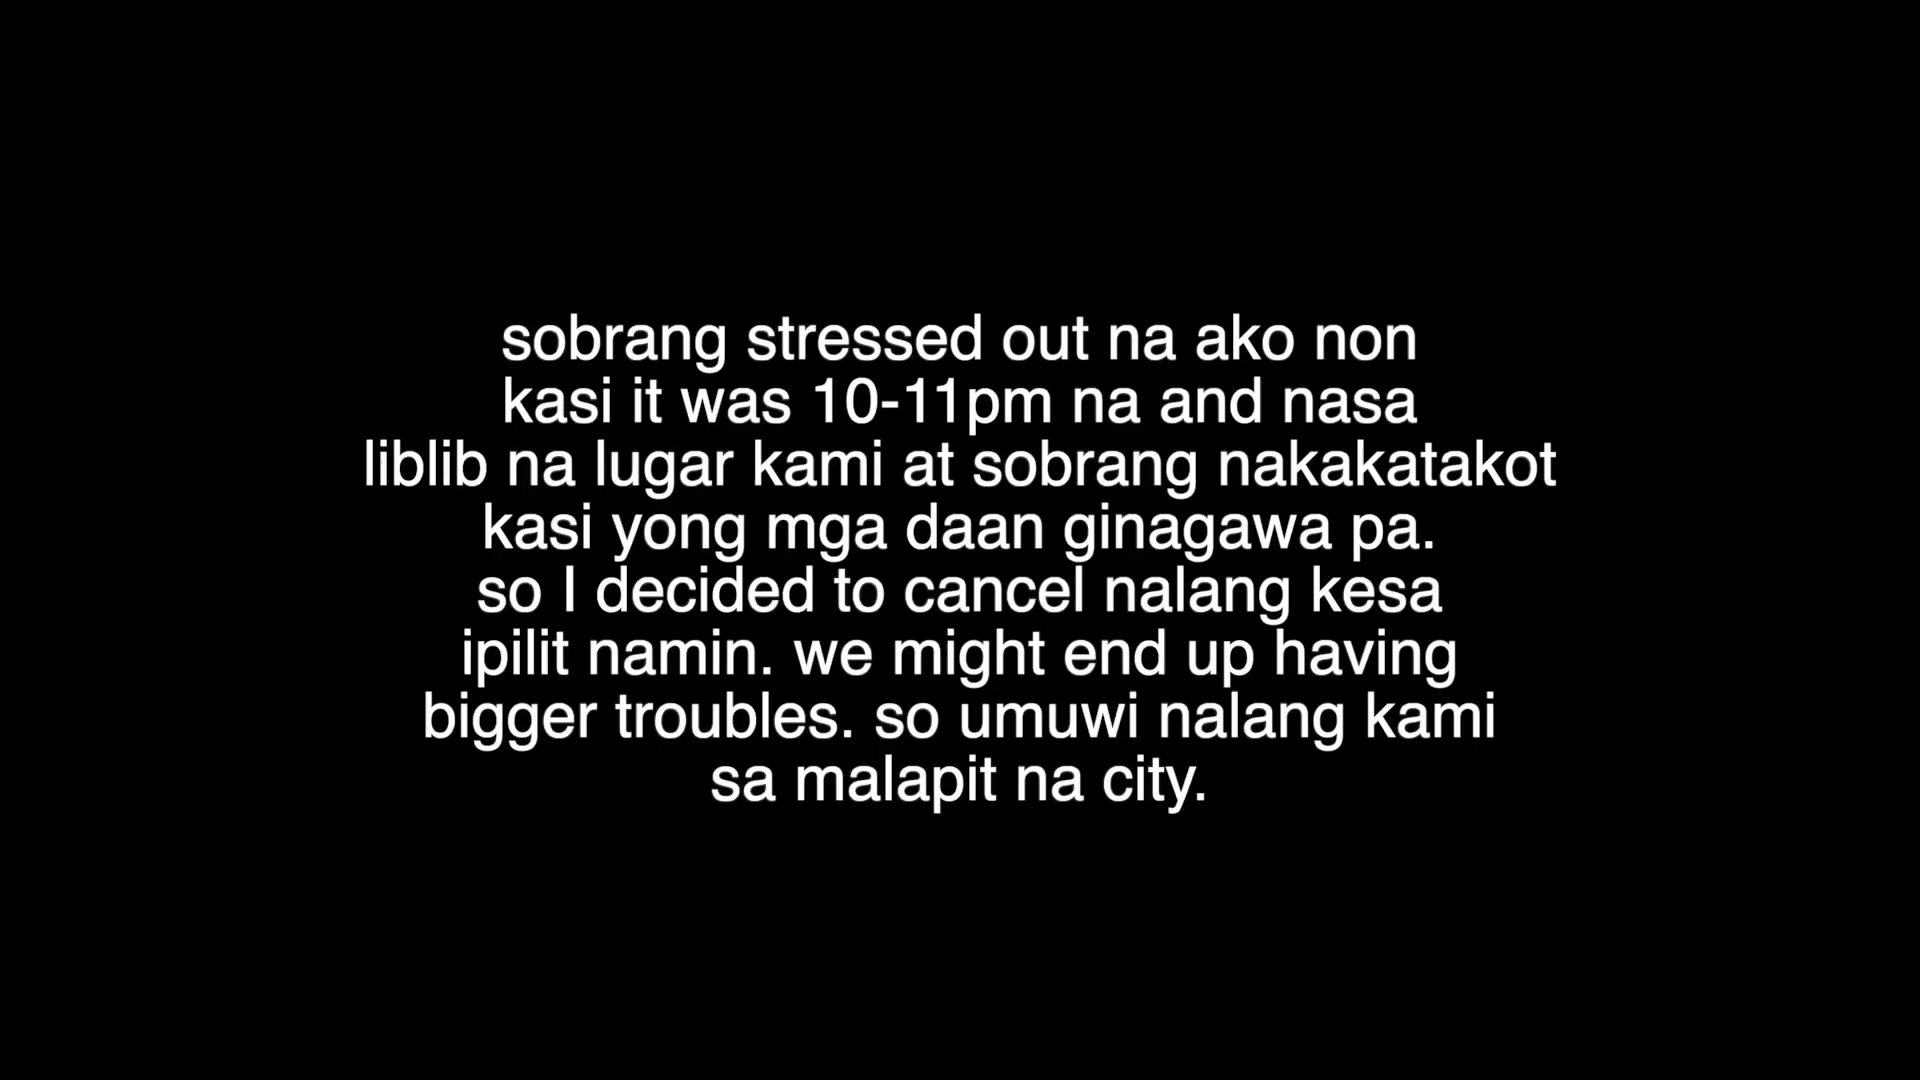 sobrang stressed out na ako non
kasi it was 10-11pm na and nasa
liblib na lugar kami at sobrang nakakatakot
kasi yong mga daan ginagawa pa.
so I decided to cancel nalang kesa
ipilit namin. we might end up having
bigger troubles. so umuwi nalang kami
sa malapit na city.